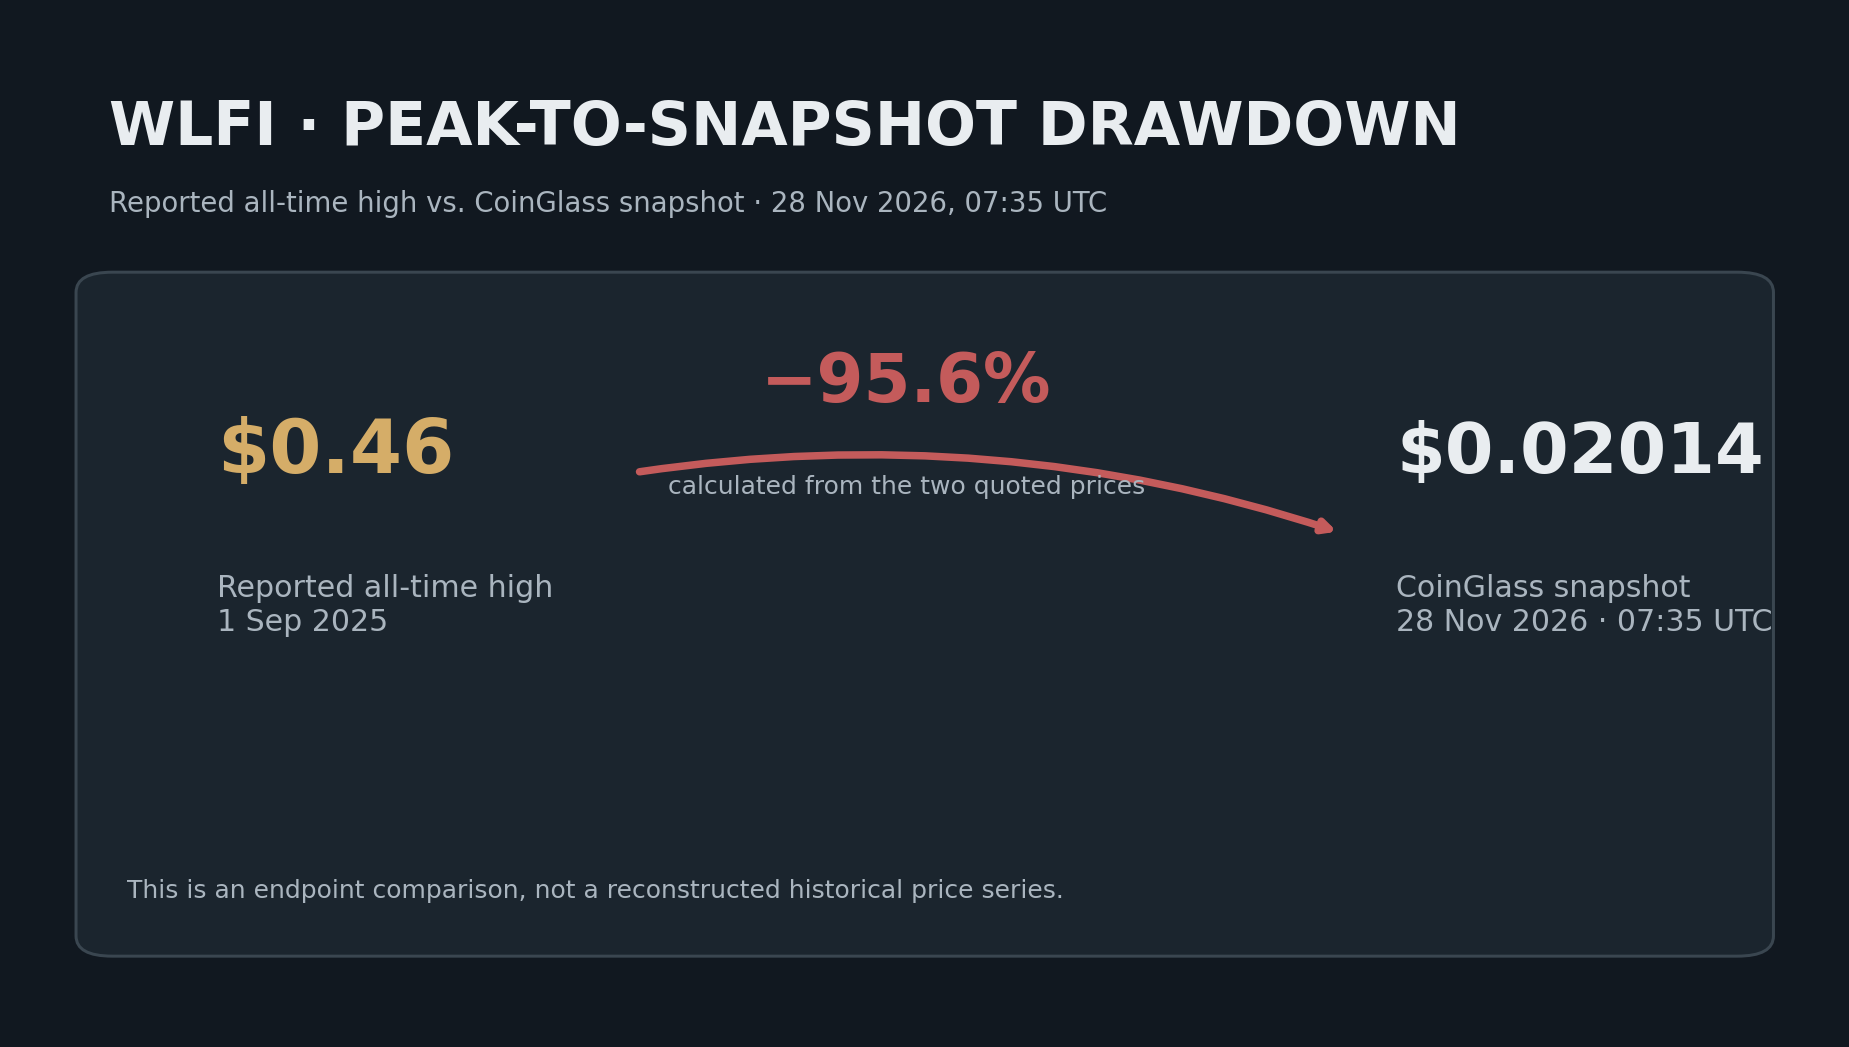 WLFI · PEAK-TO-SNAPSHOT DRAWDOWN
Reported all-time high vs. CoinGlass snapshot · 28 Nov 2026, 07:35 UTC
$0.46
Reported all-time high
1 Sep 2025
−95.6%
calculated from the two quoted prices
$0.02014
CoinGlass snapshot
28 Nov 2026 · 07:35 UTC
This is an endpoint comparison, not a reconstructed historical price series.